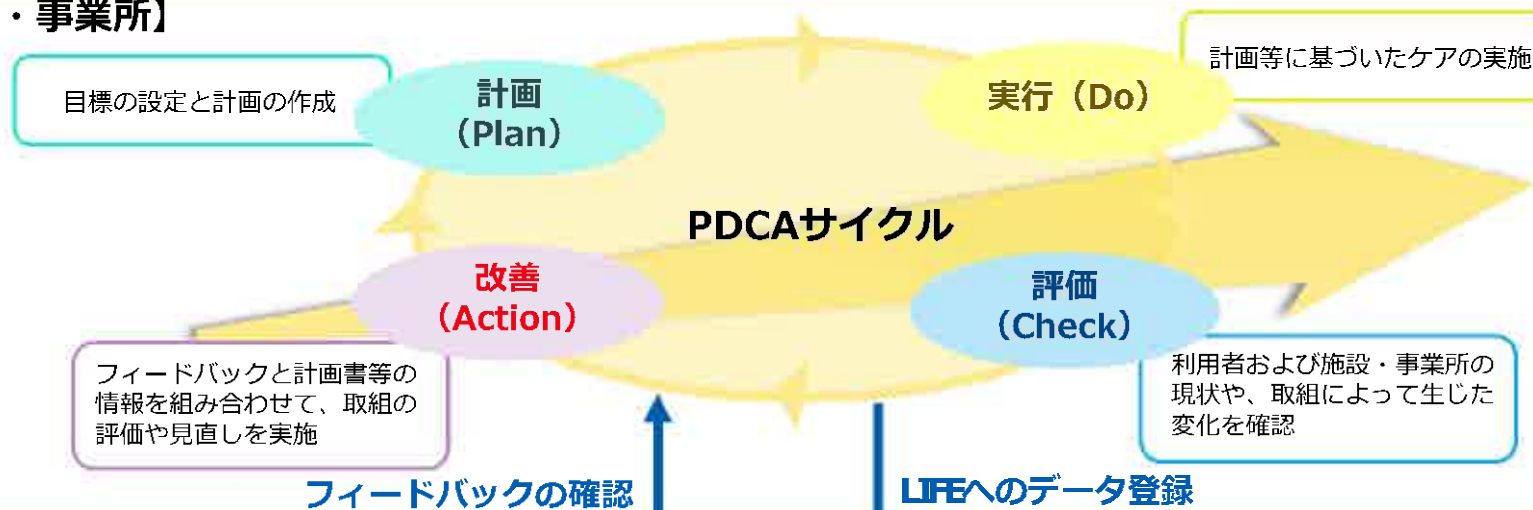 ・事業所】
目標の設定と計画の作成
計画
（Plan）
実行（Do）
計画等に基づいたケアの実施
PDCAサイクル
改善
（Action）
評価
（Check）
フィードバックと計画書等の
情報を組み合わせて、取組の
評価や見直しを実施
利用者および施設・事業所の
現状や、取組によって生じた
変化を確認
フィードバックの確認
LIFEへのデータ登録